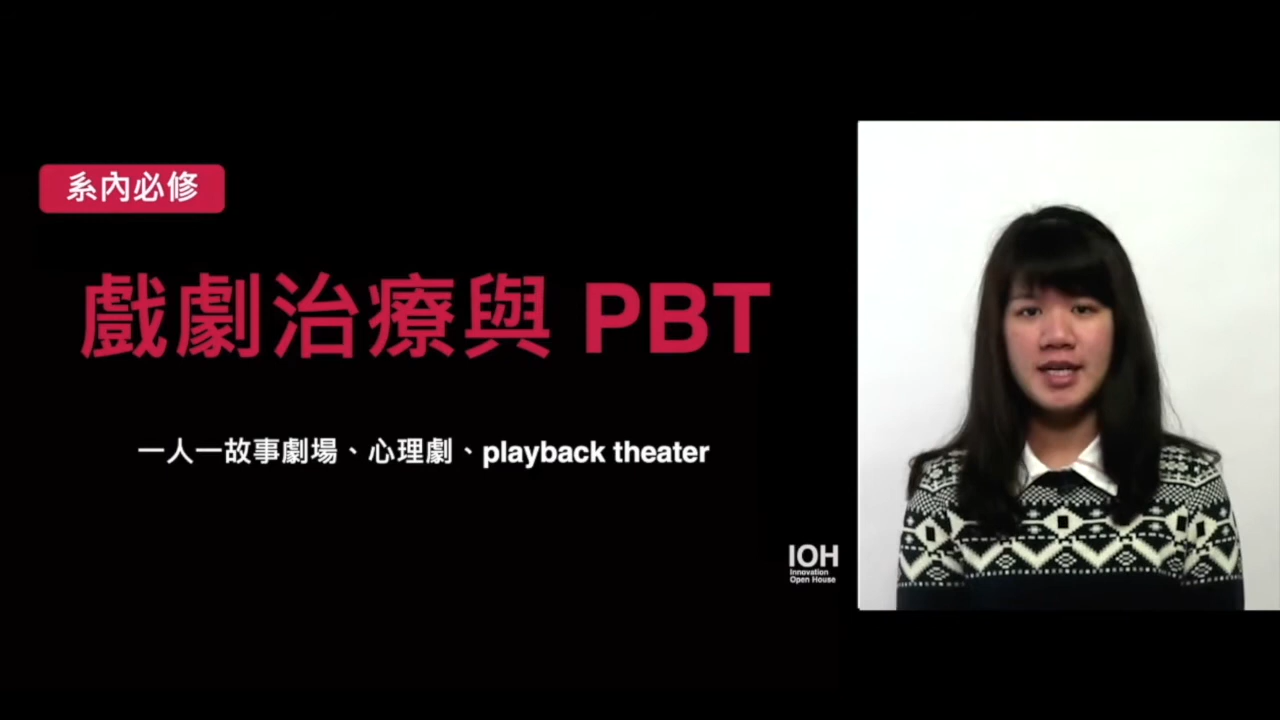 系內必修
戲劇治療與 PBT
一人一故事劇場、心理劇、playback theater
IOH
Innovation
Open House